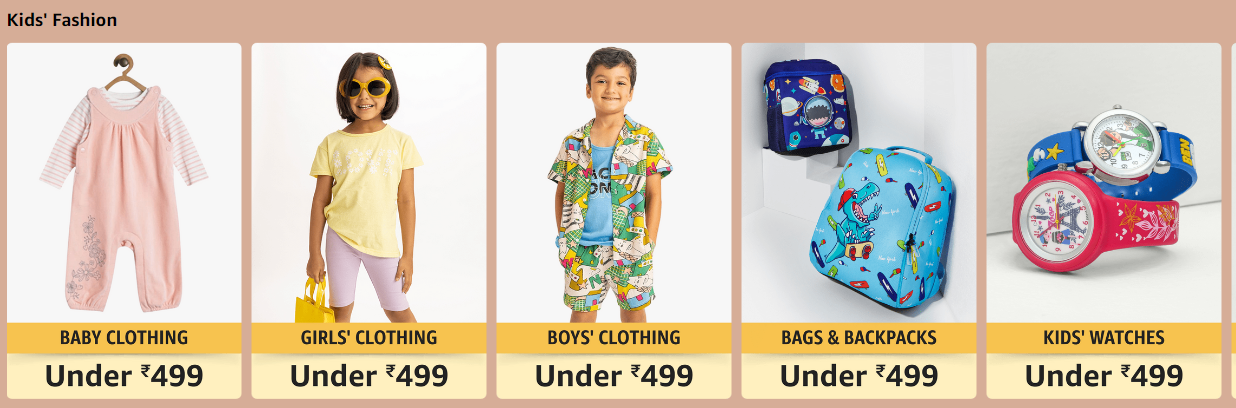 Kids' Fashion
BABY CLOTHING
Under ₹499
GIRLS' CLOTHING
Under ₹499
BOYS' CLOTHING
Under ₹499
BAGS & BACKPACKS
Under ₹499
KIDS' WATCHES
Under ₹499